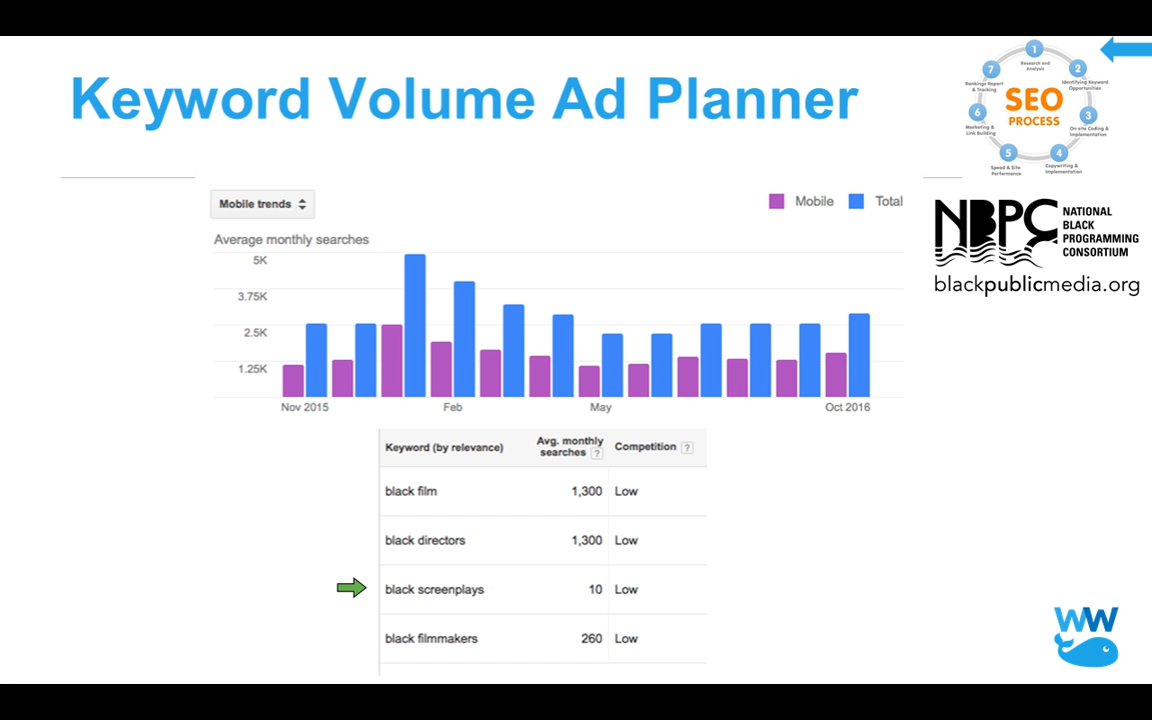 Keyword Volume Ad Planner
1
Research and
Analysis
2
Identifying Keyword
Opportunities
3
On-site Coding &
Implementation
4
Copywriting &
Implementation
5
Speed & Site
Performance
6
Marketing &
Link Building
7
Rankings Report
& Tracking
SEO
PROCESS
Mobile trends
Mobile
Total
Average monthly searches
5K
3.75K
2.5K
1.25K
Nov 2015
Feb
May
Oct 2016
NBPC
NATIONAL
BLACK
PROGRAMMING
CONSORTIUM
blackpublicmedia.org
Keyword (by relevance)
Avg. monthly
searches ?
Competition ?
black film 1,300 Low
black directors 1,300 Low
black screenplays 10 Low
black filmmakers 260 Low
WW